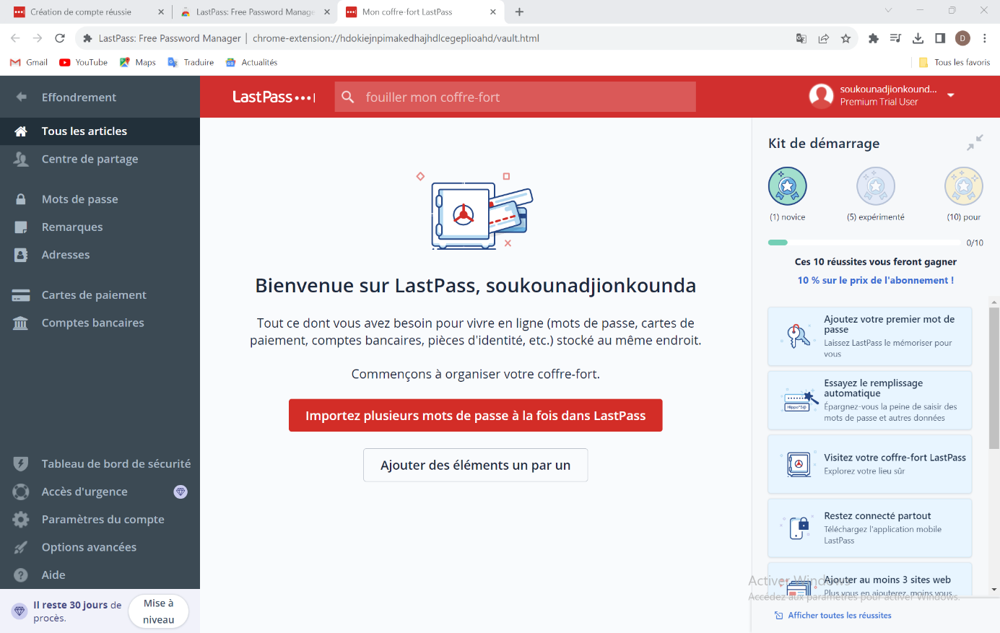 Création de compte réussie
LastPass: Free Password Manage
Mon coffre-fort LastPass
LastPass: Free Password Manager | chrome-extension://hdokiejnpimakedhajhdlcegeplioahd/vault.html
D
Gmail
YouTube
Maps
Traduire
Actualités
Tous les favoris
Effondrement
Tous les articles
Centre de partage
Mots de passe
Remarques
Adresses
Cartes de paiement
Comptes bancaires
Tableau de bord de sécurité
Accès d'urgence
Paramètres du compte
Options avancées
Aide
Il reste 30 jours de
procès.
Mise à
niveau
LastPass
fouiller mon coffre-fort
soukounadjionkound...
Premium Trial User
Bienvenue sur LastPass, soukounadjionkounda
Tout ce dont vous avez besoin pour vivre en ligne (mots de passe, cartes de
paiement, comptes bancaires, pièces d'identité, etc.) stocké au même endroit.
Commençons à organiser votre coffre-fort.
Importez plusieurs mots de passe à la fois dans LastPass
Ajouter des éléments un par un
Kit de démarrage
(1) novice
(5) expérimenté
(10) pour
0/10
Ces 10 réussites vous feront gagner
10 % sur le prix de l'abonnement !
Ajoutez votre premier mot de
passe
Laissez LastPass le mémoriser pour
vous
Essayez le remplissage
automatique
Épargnez-vous la peine de saisir des
mots de passe et autres données
Visitez votre coffre-fort LastPass
Explorez votre lieu sûr
Restez connecté partout
Téléchargez l'application mobile
LastPass
Ajouter au moins 3 sites web
Plus vous en ajouterez, moins vous
Activer Windows
Accédez aux paramètres pour activer Windows.
Afficher toutes les réussites